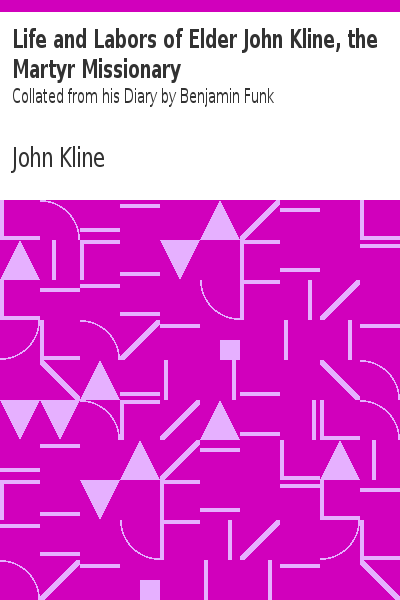 Life and Labors of Elder John Kline, the
Martyr Missionary
Collated from his Diary by Benjamin Funk
John Kline